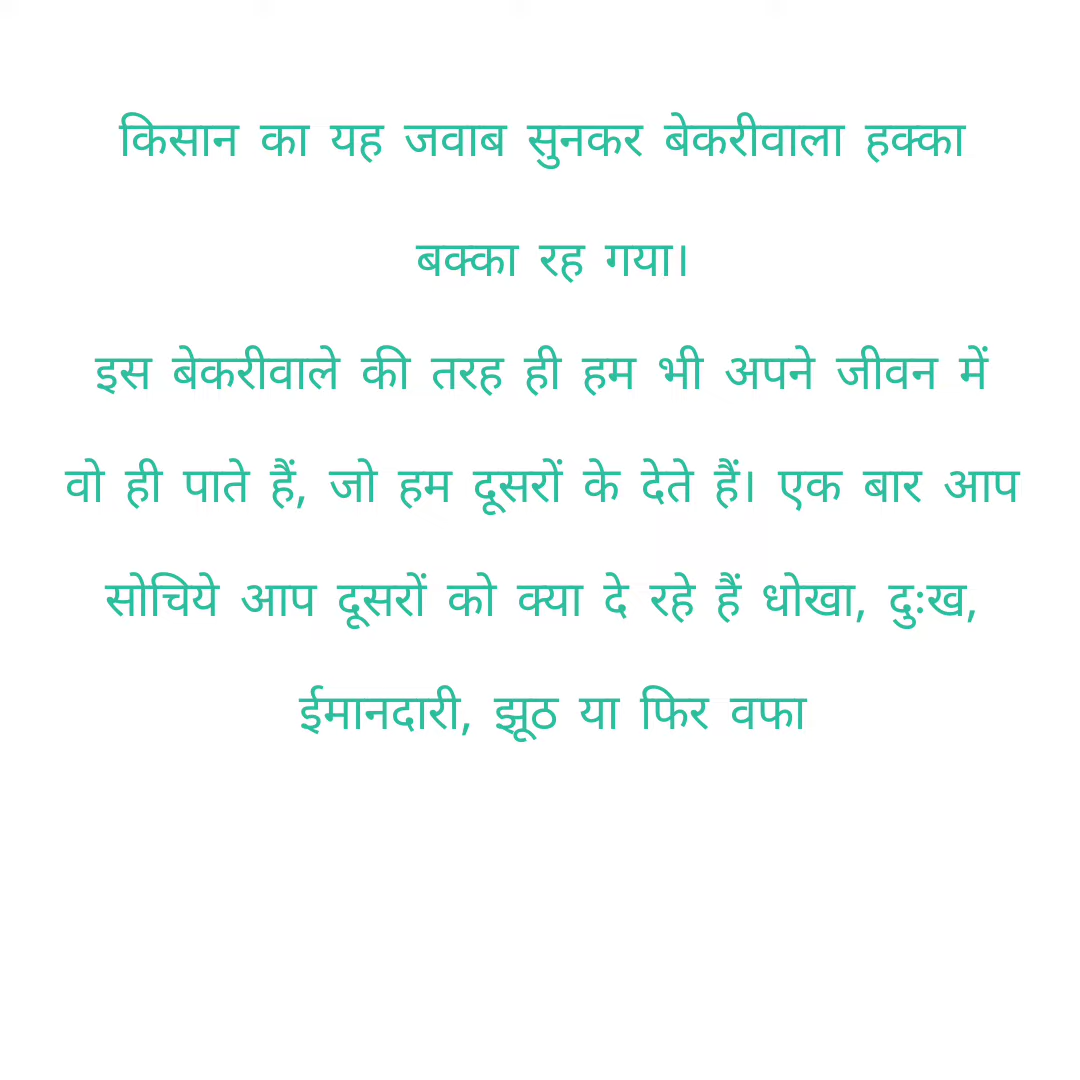 किसान का यह जवाब सुनकर बेकरीवाला हक्का
बक्का रह गया।
इस बेकरीवाले की तरह ही हम भी अपने जीवन में
वो ही पाते हैं, जो हम दूसरों के देते हैं। एक बार आप
सोचिये आप दूसरों को क्या दे रहे हैं धोखा, दुःख,
ईमानदारी, झूठ या फिर वफा